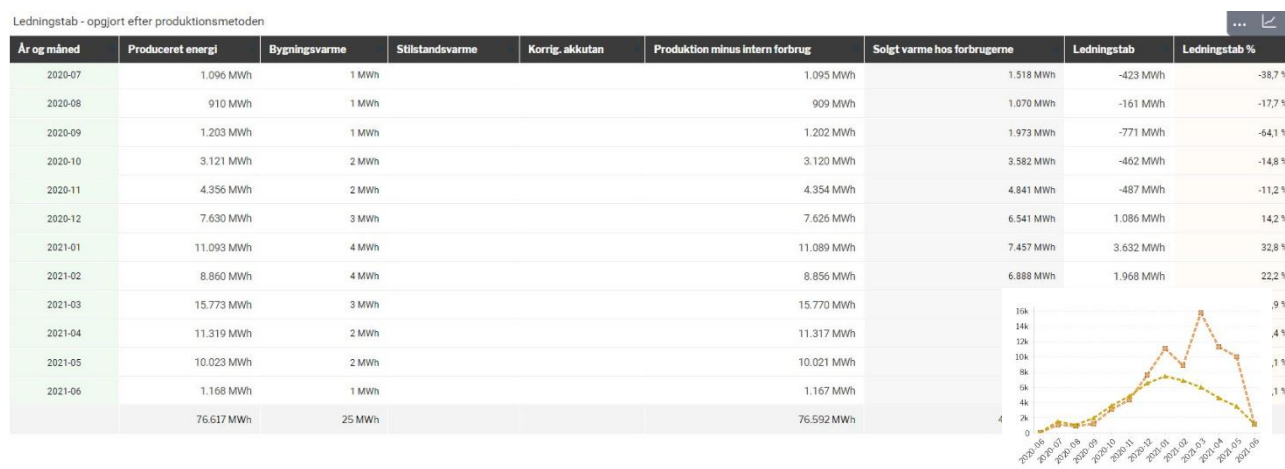 Ledningstab - opgjort efter produktionsmetoden
...
År og måned Produceret energi Bygningsvarme Stilstandsvarme Korrig. akkutan Produktion minus intern forbrug Solgt varme hos forbrugerne Ledningstab Ledningstab %
2020-07 1.096 MWh 1 MWh 1.095 MWh 1.518 MWh -423 MWh -38,7 %
2020-08 910 MWh 1 MWh 909 MWh 1.070 MWh -161 MWh -17,7 %
2020-09 1.203 MWh 1 MWh 1.202 MWh 1.973 MWh -771 MWh -64,1 %
2020-10 3.121 MWh 2 MWh 3.120 MWh 3.582 MWh -462 MWh -14,8 %
2020-11 4.356 MWh 2 MWh 4.354 MWh 4.841 MWh -487 MWh -11,2 %
2020-12 7.630 MWh 3 MWh 7.626 MWh 6.541 MWh 1.086 MWh 14,2 %
2021-01 11.093 MWh 4 MWh 11.089 MWh 7.457 MWh 3.632 MWh 32,8 %
2021-02 8.860 MWh 4 MWh 8.856 MWh 6.888 MWh 1.968 MWh 22,2 %
2021-03 15.773 MWh 3 MWh 15.770 MWh ,9 %
2021-04 11.319 MWh 2 MWh 11.317 MWh ,4 %
2021-05 10.023 MWh 2 MWh 10.021 MWh ,1 %
2021-06 1.168 MWh 1 MWh 1.167 MWh ,1 %
76.617 MWh 25 MWh 76.592 MWh 4
16k
14k
12k
10k
8k
6k
4k
2k
0
2020-06 2020-07 2020-08 2020-09 2020-10 2020-11 2020-12 2021-01 2021-02 2021-03 2021-04 2021-05 2021-06